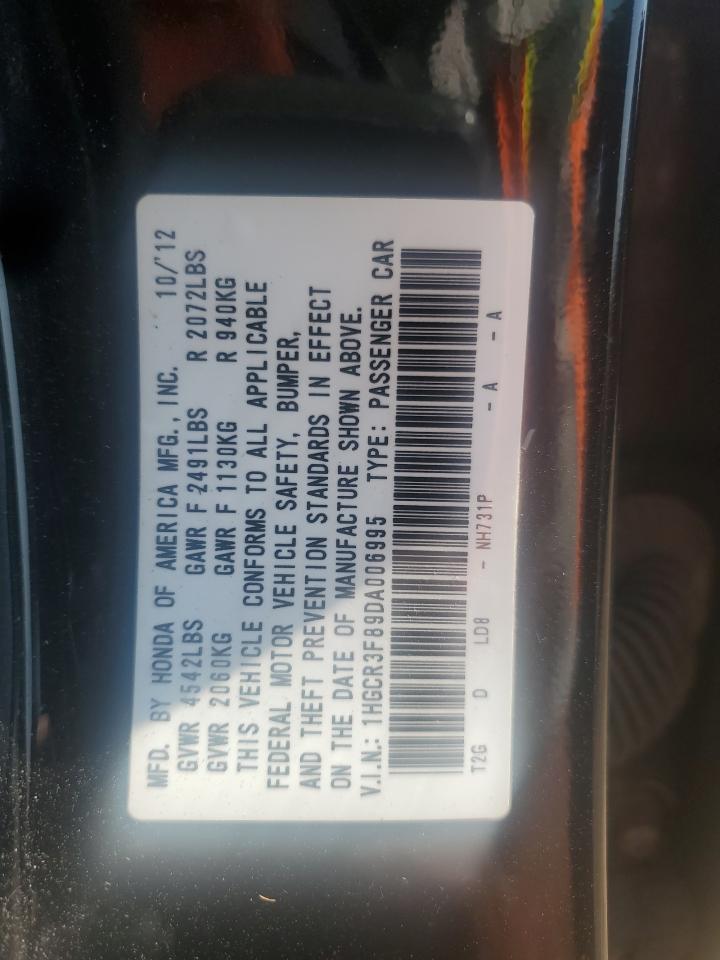 MFD. BY HONDA OF AMERICA MFG., INC. 10/'12
GVWR 4542LBS GAWR F 2491LBS R 2072LBS
GVWR 2060KG GAWR F 1130KG R 940KG
THIS VEHICLE CONFORMS TO ALL APPLICABLE
FEDERAL MOTOR VEHICLE SAFETY, BUMPER,
AND THEFT PREVENTION STANDARDS IN EFFECT
ON THE DATE OF MANUFACTURE SHOWN ABOVE.
V.I.N.: 1HGCR3F89DA006995 TYPE: PASSENGER CAR
T2G D LD8 - NH731P - A - A